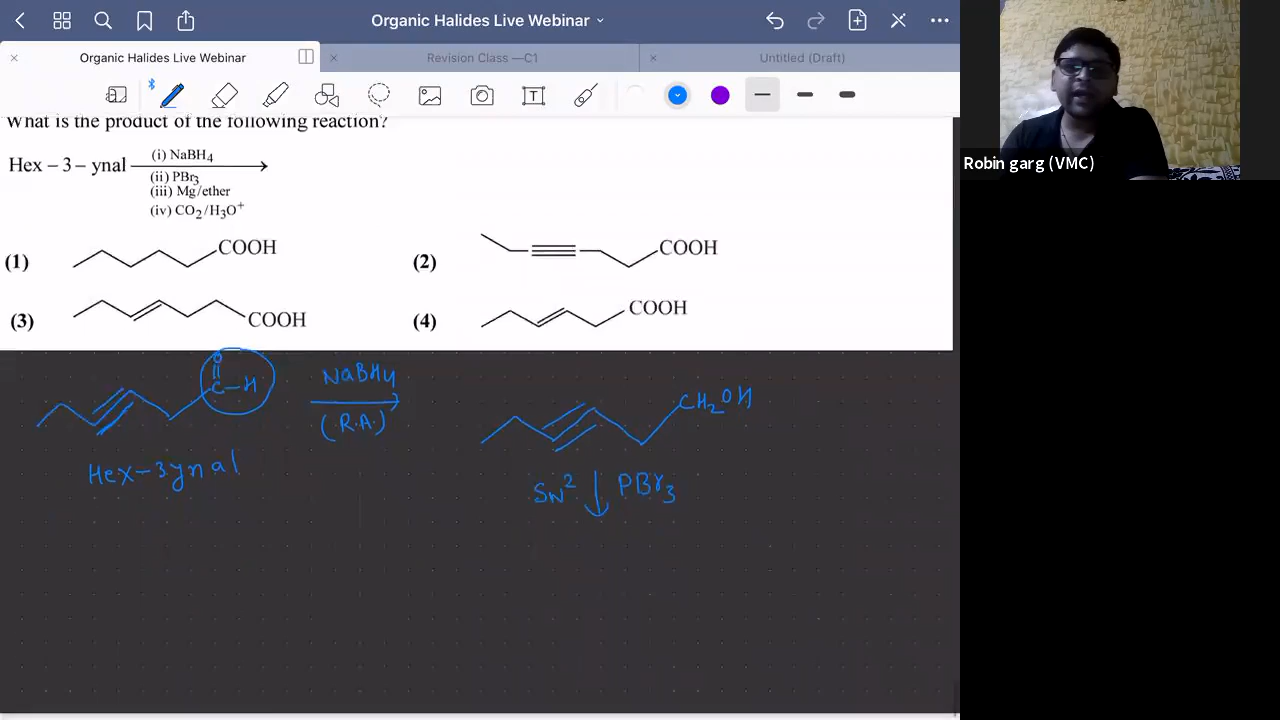 Organic Halides Live Webinar
Organic Halides Live Webinar
Revision Class —C1
Untitled (Draft)
T
What is the product of the following reaction?
Hex – 3 – ynal
(i) NaBH4
(ii) PBr3
(iii) Mg/ether
(iv) CO2/H3O+
(1)
COOH
(2)
COOH
(3)
COOH
(4)
COOH
O
C–H
NaBH4
(R.A.)
CH2OH
Hex–3ynal
SN2
PBr3
Robin garg (VMC)